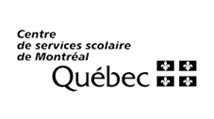 Centre
de services scolaire
de Montréal
Québec